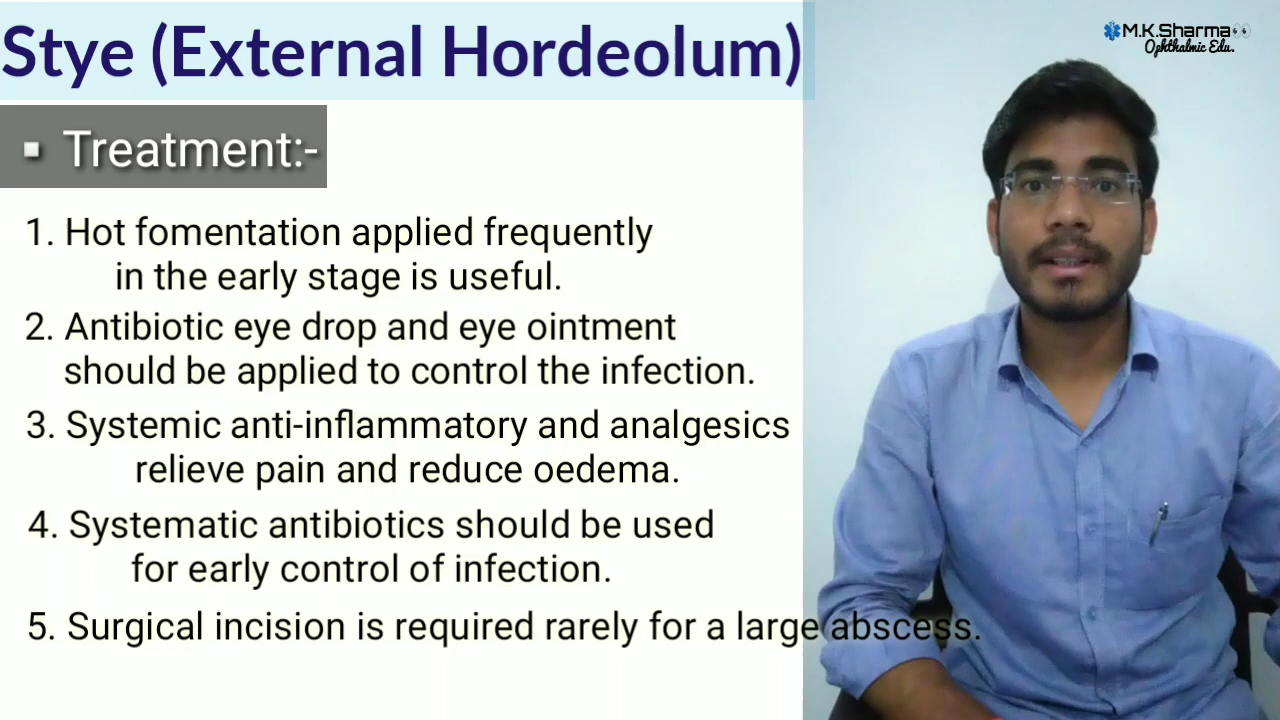 Stye (External Hordeolum)
M.K.Sharma
Ophthalmic Edu.
Treatment:-
1. Hot fomentation applied frequently
in the early stage is useful.
2. Antibiotic eye drop and eye ointment
should be applied to control the infection.
3. Systemic anti-inflammatory and analgesics
relieve pain and reduce oedema.
4. Systematic antibiotics should be used
for early control of infection.
5. Surgical incision is required rarely for a large abscess.